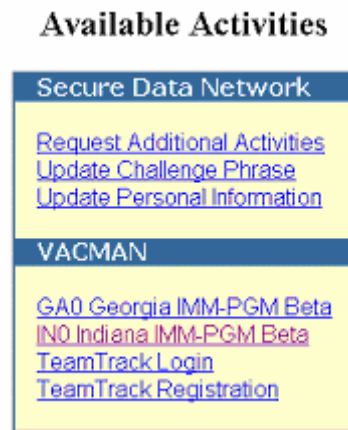 Available Activities
Secure Data Network
Request Additional Activities
Update Challenge Phrase
Update Personal Information
VACMAN
GA0 Georgia IMM-PGM Beta
IN0 Indiana IMM-PGM Beta
TeamTrack Login
TeamTrack Registration